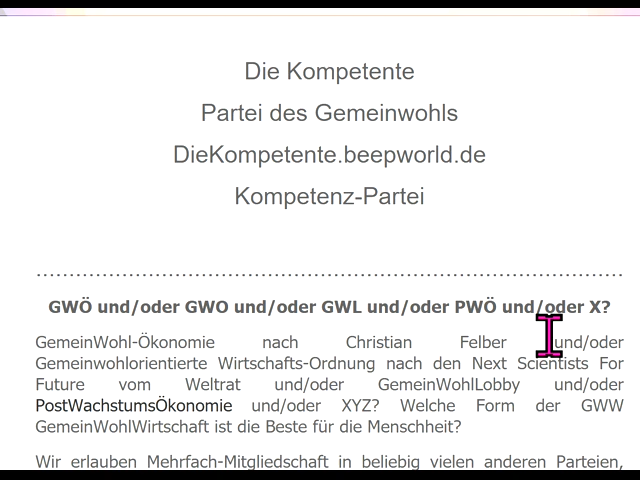 Die Kompetente
Partei des Gemeinwohls
DieKompetente.beepworld.de
Kompetenz-Partei
........................................................................................
GWÖ und/oder GWO und/oder GWL und/oder PWÖ und/oder X?
GemeinWohl-Ökonomie nach Christian Felber und/oder
Gemeinwohlorientierte Wirtschafts-Ordnung nach den Next Scientists For
Future vom Weltrat und/oder GemeinWohlLobby und/oder
PostWachstumsÖkonomie und/oder XYZ? Welche Form der GWW
GemeinWohlWirtschaft ist die Beste für die Menschheit?
Wir erlauben Mehrfach-Mitgliedschaft in beliebig vielen anderen Parteien,